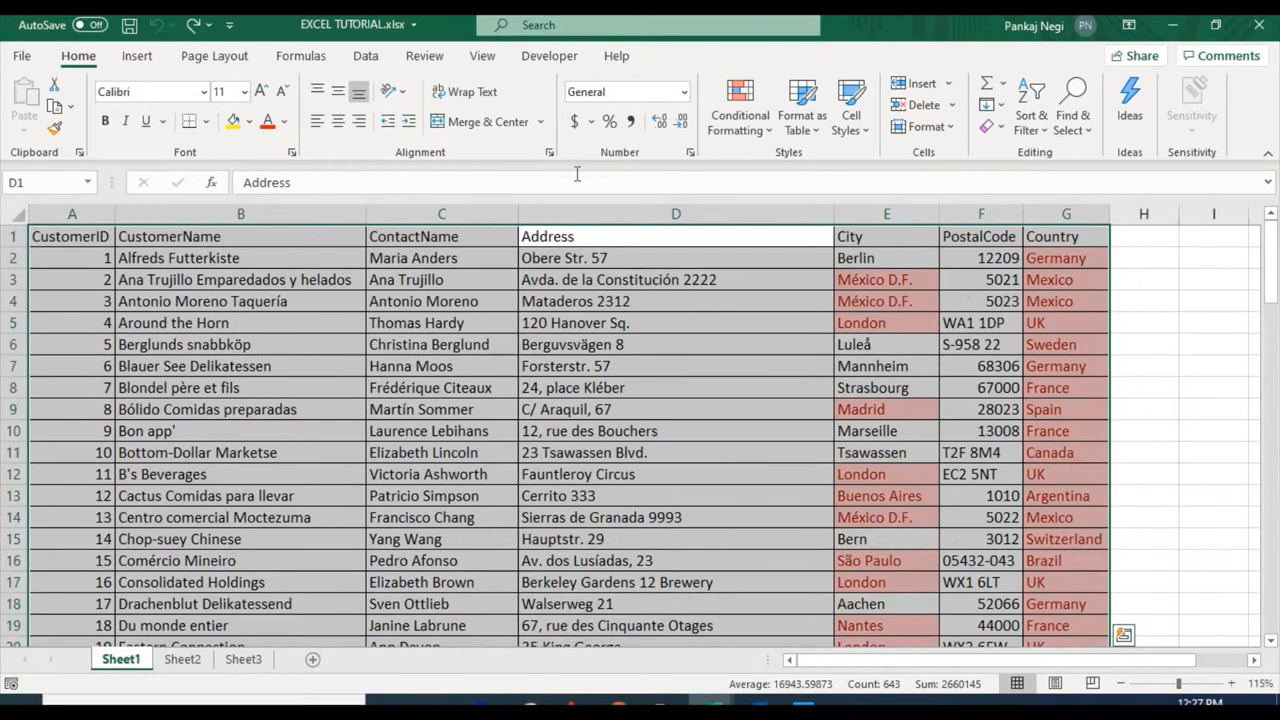 AutoSave Off EXCEL TUTORIAL.xlsx Search Pankaj Negi PN
File Home Insert Page Layout Formulas Data Review View Developer Help Share Comments
Paste Calibri 11 Wrap Text General Conditional Formatting Format as Table Cell Styles Insert Sort & Filter Find & Select Ideas Sensitivity
B I U Merge & Center $ % Delete
Format
Clipboard Font Alignment Number Styles Cells Editing Ideas Sensitivity
D1 fx Address
A B C D E F G H I
1 CustomerID CustomerName ContactName Address City PostalCode Country
2 1 Alfreds Futterkiste Maria Anders Obere Str. 57 Berlin 12209 Germany
3 2 Ana Trujillo Emparedados y helados Ana Trujillo Avda. de la Constitución 2222 México D.F. 5021 Mexico
4 3 Antonio Moreno Taquería Antonio Moreno Mataderos 2312 México D.F. 5023 Mexico
5 4 Around the Horn Thomas Hardy 120 Hanover Sq. London WA1 1DP UK
6 5 Berglunds snabbköp Christina Berglund Berguvsvägen 8 Luleå S-958 22 Sweden
7 6 Blauer See Delikatessen Hanna Moos Forsterstr. 57 Mannheim 68306 Germany
8 7 Blondel père et fils Frédérique Citeaux 24, place Kléber Strasbourg 67000 France
9 8 Bólido Comidas preparadas Martín Sommer C/ Araquil, 67 Madrid 28023 Spain
10 9 Bon app' Laurence Lebihans 12, rue des Bouchers Marseille 13008 France
11 10 Bottom-Dollar Marketse Elizabeth Lincoln 23 Tsawassen Blvd. Tsawassen T2F 8M4 Canada
12 11 B's Beverages Victoria Ashworth Fauntleroy Circus London EC2 5NT UK
13 12 Cactus Comidas para llevar Patricio Simpson Cerrito 333 Buenos Aires 1010 Argentina
14 13 Centro comercial Moctezuma Francisco Chang Sierras de Granada 9993 México D.F. 5022 Mexico
15 14 Chop-suey Chinese Yang Wang Hauptstr. 29 Bern 3012 Switzerland
16 15 Comércio Mineiro Pedro Afonso Av. dos Lusíadas, 23 São Paulo 05432-043 Brazil
17 16 Consolidated Holdings Elizabeth Brown Berkeley Gardens 12 Brewery London WX1 6LT UK
18 17 Drachenblut Delikatessend Sven Ottlieb Walserweg 21 Aachen 52066 Germany
19 18 Du monde entier Janine Labrune 67, rue des Cinquante Otages Nantes 44000 France
Sheet1 Sheet2 Sheet3
Average: 16943.59873 Count: 643 Sum: 2660145 115%
12:27 PM